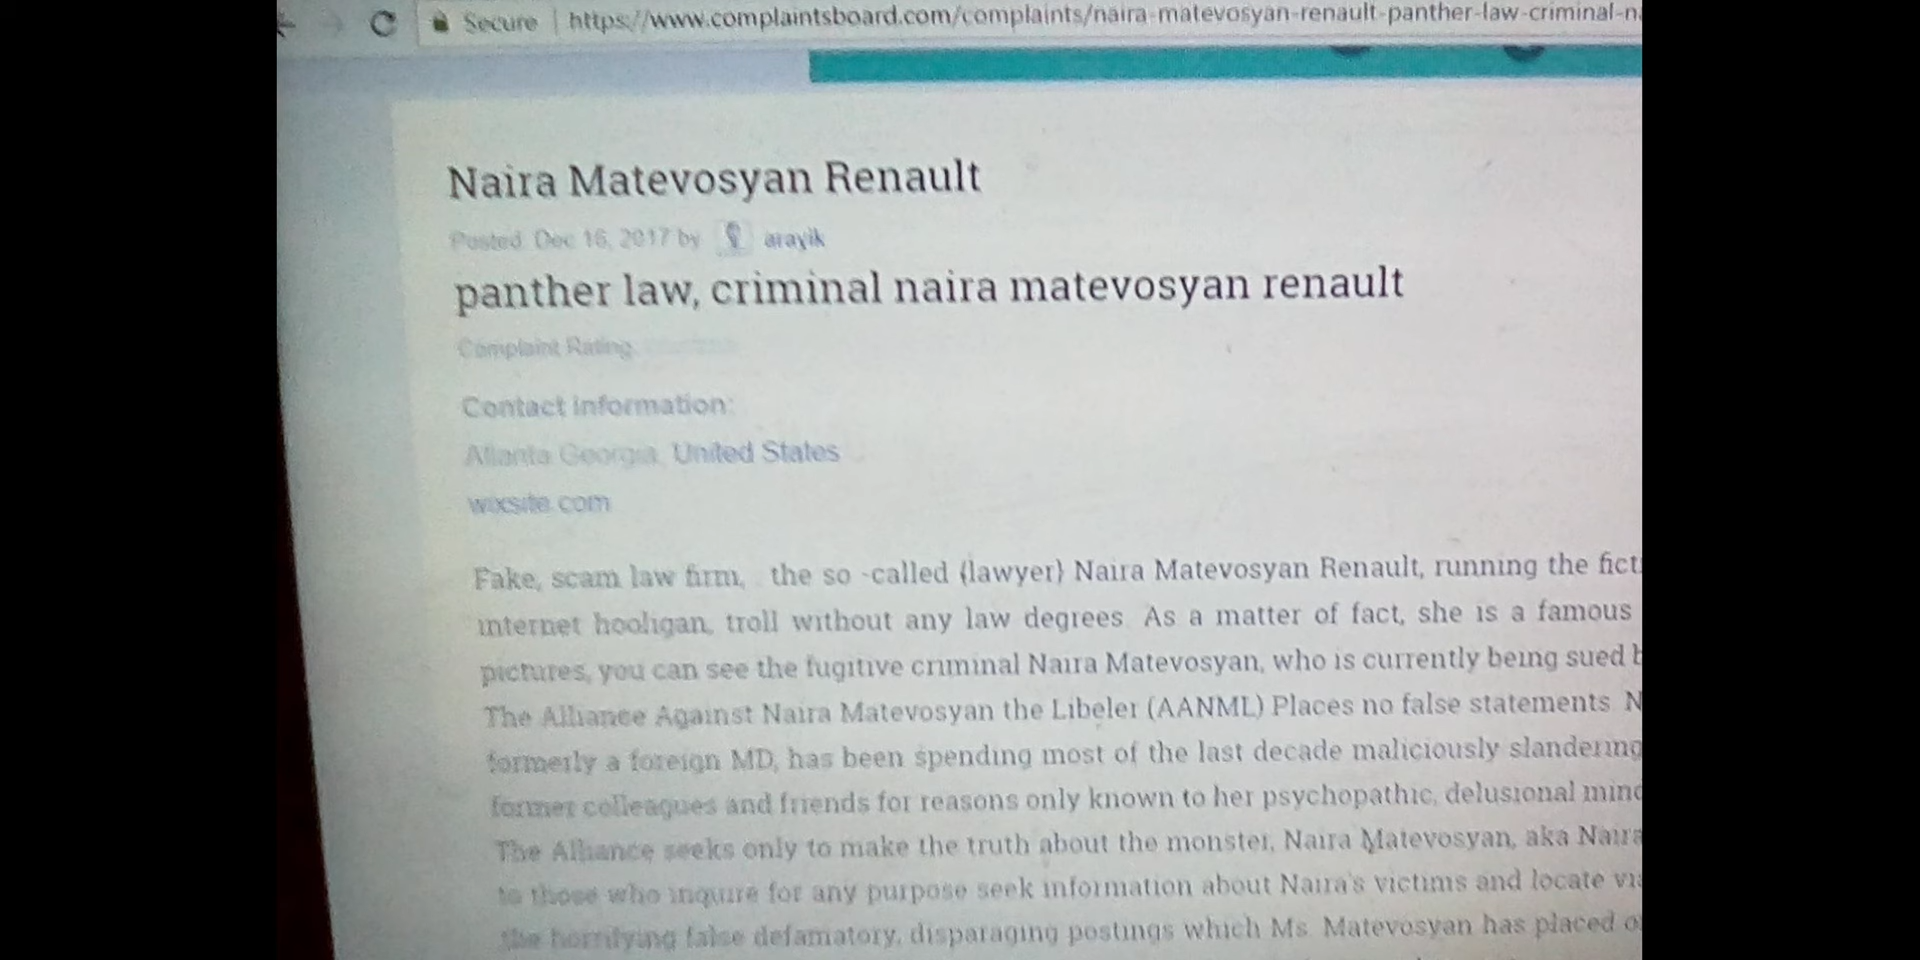 Secure | https://www.complaintsboard.com/complaints/naira-matevosyan-renault-panther-law-criminal-n
Naira Matevosyan Renault
Posted Dec 16, 2017 by arayik
panther law, criminal naira matevosyan renault
Complaint Rating
Contact information:
Atlanta Georgia, United States
wixsite.com
Fake, scam law firm, the so -called {lawyer} Naira Matevosyan Renault, running the
internet hooligan, troll without any law degrees. As a matter of fact, she is a famous
pictures, you can see the fugitive criminal Naira Matevosyan, who is currently being sued
The Alliance Against Naira Matevosyan the Libeler (AANML) Places no false statements. N
formerly a foreign MD, has been spending most of the last decade maliciously slandering
former colleagues and friends for reasons only known to her psychopathic, delusional mind
The Alliance seeks only to make the truth about the monster, Naira Matevosyan, aka Naira
to those who inquire for any purpose seek information about Naira's victims and locate
the horrifying false defamatory, disparaging postings which Ms. Matevosyan has placed